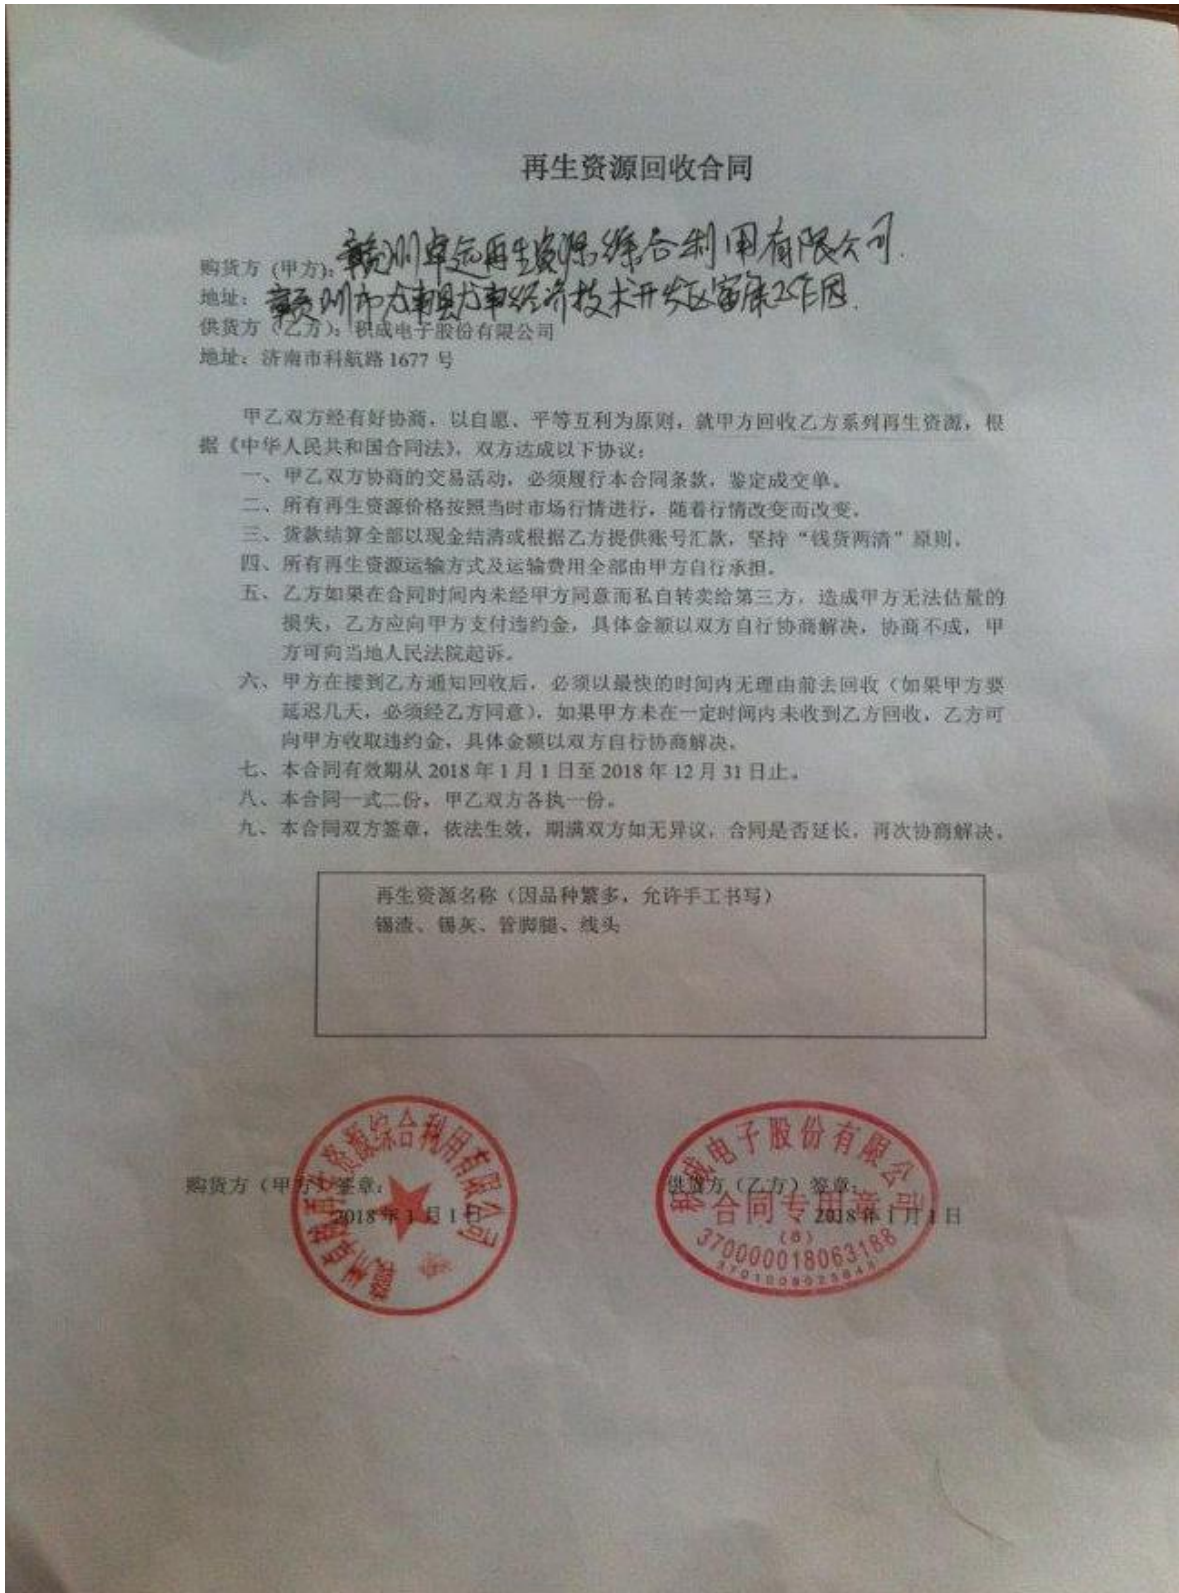 再生资源回收合同
购货方（甲方）：赣州卓越再生资源综合利用有限公司.
地址：赣州市龙南县龙南经济技术开发区富康工作园.
供货方（乙方）：积成电子股份有限公司
地址：济南市科航路1677 号
甲乙双方经有好协商，以自愿、平等互利为原则，就甲方回收乙方系列再生资源，根
据《中华人民共和国合同法》，双方达成以下协议：
一、甲乙双方协商的交易活动，必须履行本合同条款，鉴定成交单。
二、所有再生资源价格按照当时市场行情进行，随着行情改变而改变。
三、货款结算全部以现金结清或根据乙方提供账号汇款，坚持“钱货两清”原则。
四、所有再生资源运输方式及运输费用全部由甲方自行承担。
五、乙方如果在合同时间内未经甲方同意而私自转卖给第三方，造成甲方无法估量的
损失，乙方应向甲方支付违约金，具体金额以双方自行协商解决，协商不成，甲
方可向当地人民法院起诉。
六、甲方在接到乙方通知回收后，必须以最快的时间内无理由前去回收（如果甲方要
延迟几天，必须经乙方同意），如果甲方未在一定时间内未收到乙方回收，乙方可
向甲方收取违约金，具体金额以双方自行协商解决。
七、本合同有效期从 2018 年 1 月 1 日至 2018 年 12 月 31 日止。
八、本合同一式二份，甲乙双方各执一份。
九、本合同双方签章，依法生效，期满双方如无异议，合同是否延长，再次协商解决。
再生资源名称（因品种繁多，允许手工书写）
锡渣、锡灰、管脚腿、线头
赣州卓越再生资源综合利用有限公司
购货方（甲方）签章：
2018 年 1 月 1 日
积成电子股份有限公司
供货方（乙方）签章：
合同专用章
2018 年 1 月 1 日
(8)
370000018063188